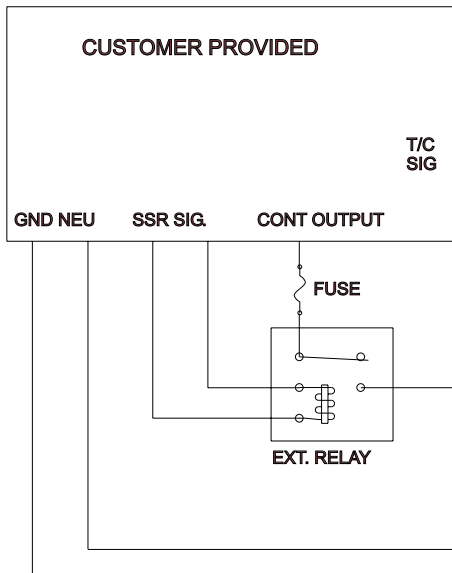 CUSTOMER PROVIDED
T/C
SIG
GND NEU
SSR SIG.
CONT OUTPUT
FUSE
EXT. RELAY